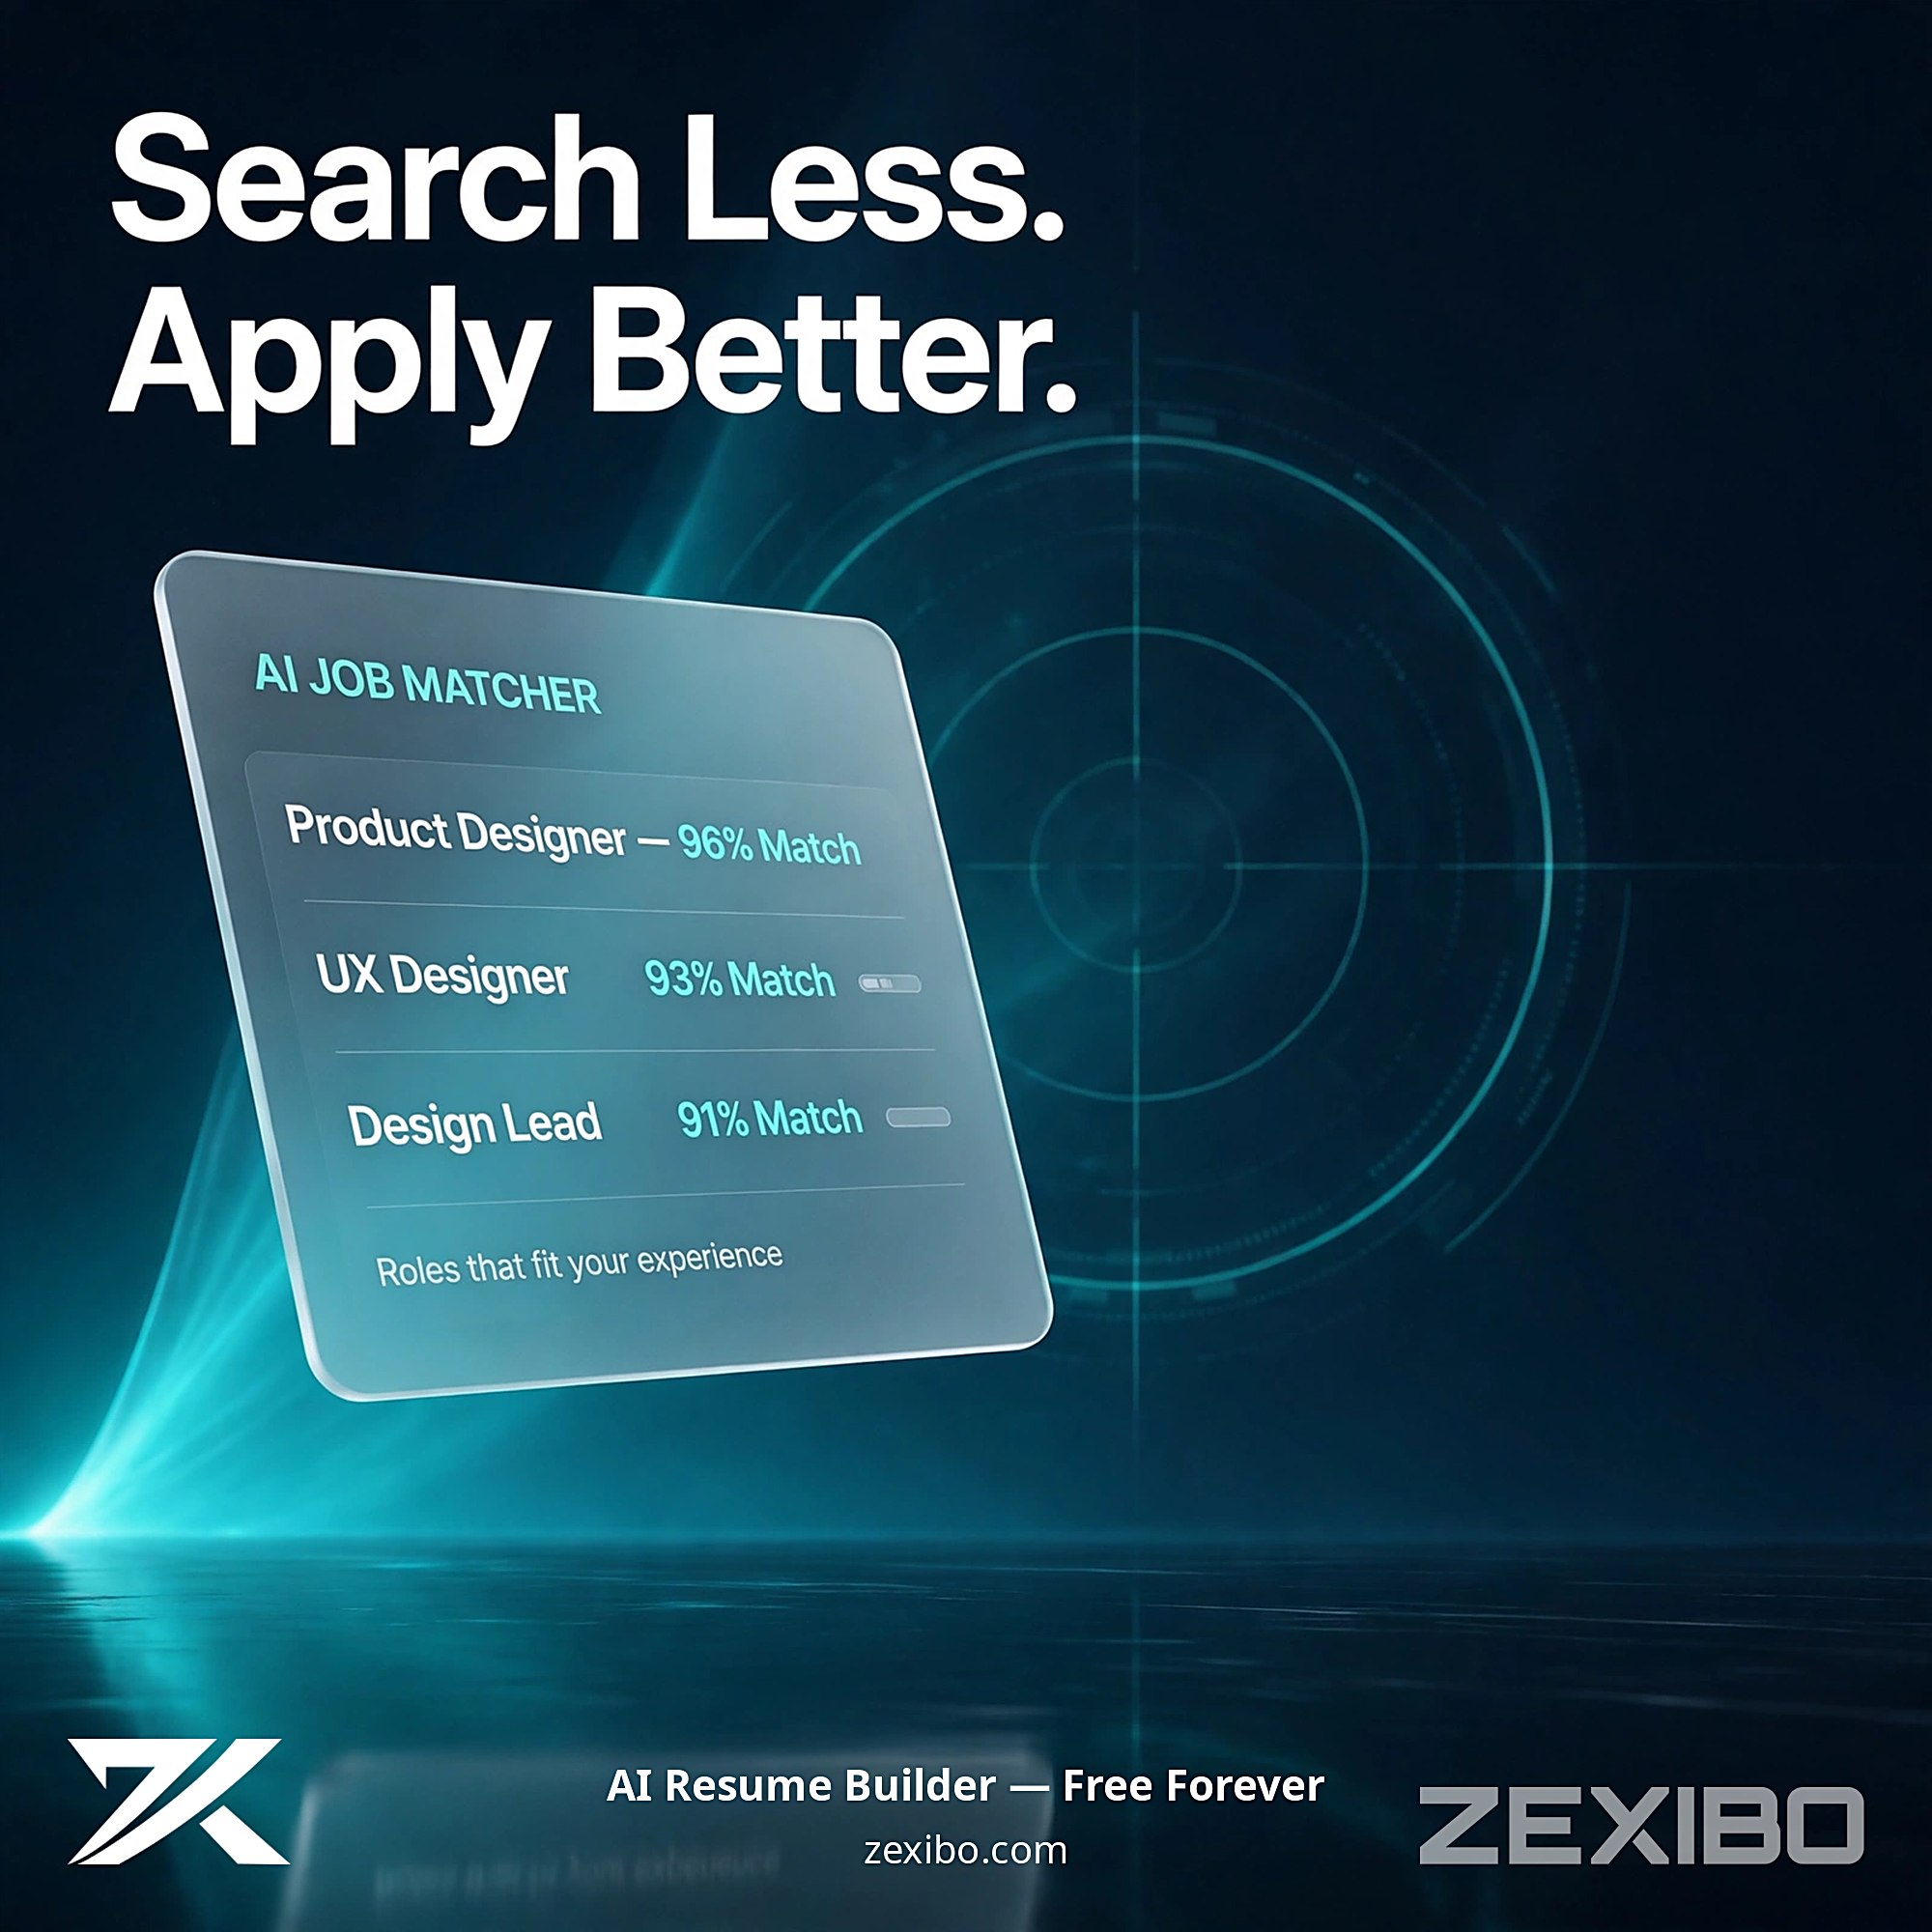 Search Less.
Apply Better.
AI JOB MATCHER
Product Designer — 96% Match
UX Designer 93% Match
Design Lead 91% Match
Roles that fit your experience
AI Resume Builder — Free Forever
zexibo.com
ZEXIBO